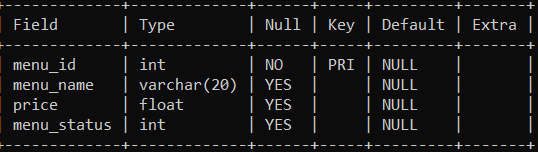 Field | Type | Null | Key | Default | Extra |
menu_id | int | NO | PRI | NULL | |
menu_name | varchar(20) | YES | | NULL | |
price | float | YES | | NULL | |
menu_status | int | YES | | NULL | |